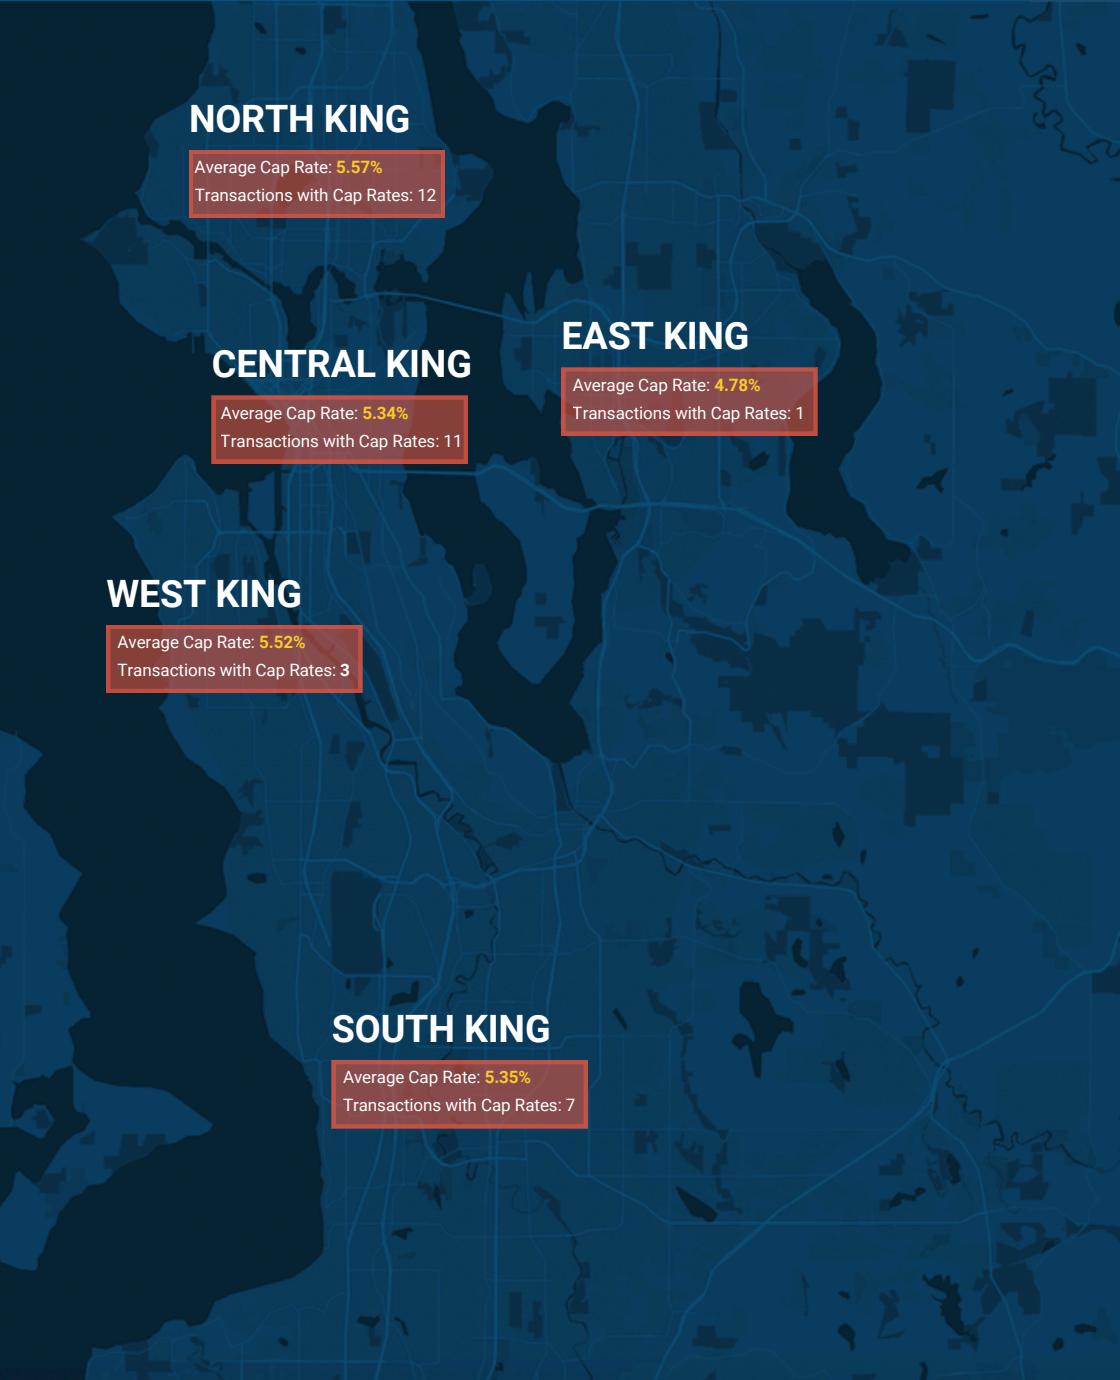 NORTH KING
Average Cap Rate: 5.57%
Transactions with Cap Rates: 12
EAST KING
Average Cap Rate: 4.78%
Transactions with Cap Rates: 1
CENTRAL KING
Average Cap Rate: 5.34%
Transactions with Cap Rates: 11
WEST KING
Average Cap Rate: 5.52%
Transactions with Cap Rates: 3
SOUTH KING
Average Cap Rate: 5.35%
Transactions with Cap Rates: 7